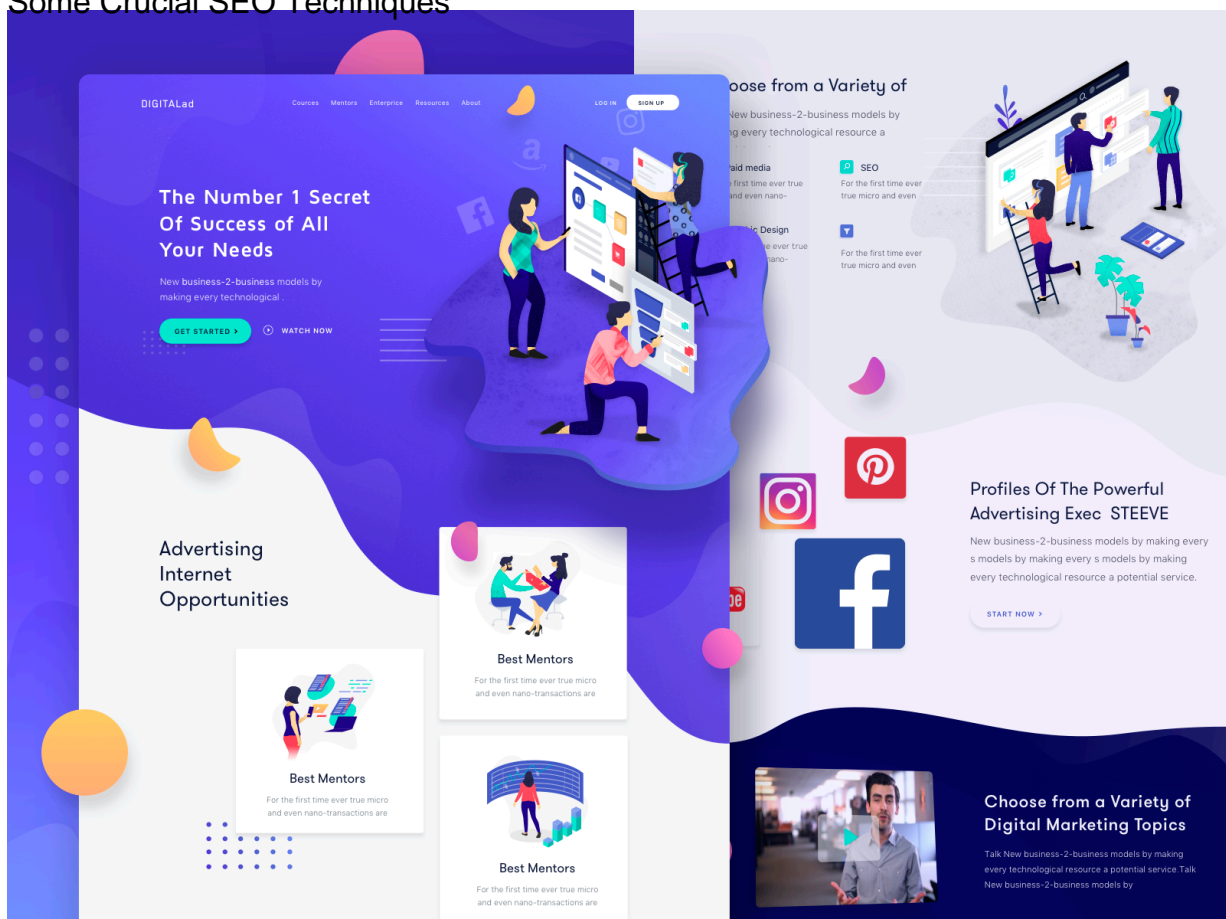 Some Crucial SEO Techniques
DIGITALad
Cources Mentors Enterprice Resources About
LOG IN
SIGN UP
The Number 1 Secret
Of Success of All
Your Needs
New business-2-business models by
making every technological .
GET STARTED >
WATCH NOW
Advertising
Internet
Opportunities
Best Mentors
For the first time ever true micro
and even nano-transactions are
Best Mentors
For the first time ever true micro
and even nano-transactions are
Best Mentors
For the first time ever true micro
and even nano-transactions are
oose from a Variety of
New business-2-business models by
ng every technological resource a
aid media
first time ever true
and even nano-
SEO
For the first time ever
true micro and even
ic Design
e ever true
nano-
For the first time ever
true micro and even
Profiles Of The Powerful
Advertising Exec STEEVE
New business-2-business models by making every
s models by making every s models by making
every technological resource a potential service.
START NOW >
be
Choose from a Variety of
Digital Marketing Topics
Talk New business-2-business models by making
every technological resource a potential service.Talk
New business-2-business models by